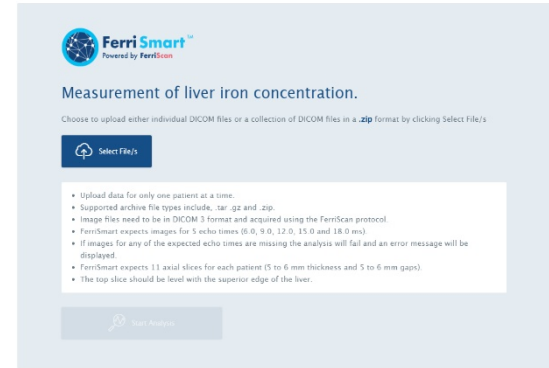 Ferri Smart™
Powered by FerriScan
Measurement of liver iron concentration.
Choose to upload either individual DICOM files or a collection of DICOM files in a .zip format by clicking Select File/s
Select File/s
• Upload data for only one patient at a time.
• Supported archive file types include, .tar .gz and .zip.
• Image files need to be in DICOM 3 format and acquired using the FerriScan protocol.
• FerriSmart expects images for 5 echo times (6.0, 9.0, 12.0, 15.0 and 18.0 ms).
• If images for any of the expected echo times are missing the analysis will fail and an error message will be
displayed.
• FerriSmart expects 11 axial slices for each patient (5 to 6 mm thickness and 5 to 6 mm gaps).
• The top slice should be level with the superior edge of the liver.
Start Analysis